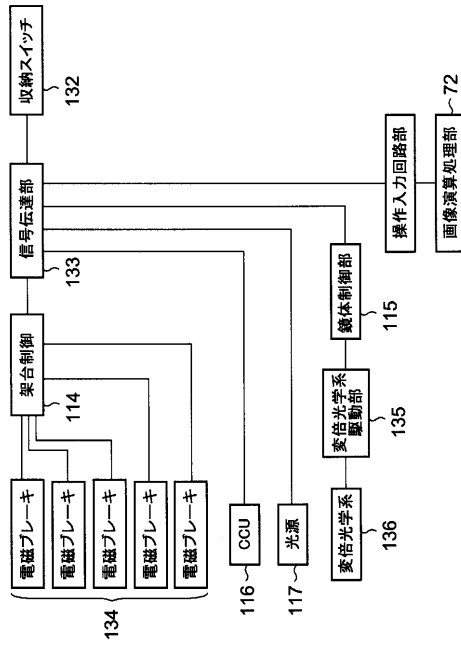 収納スイッチ
132
信号伝達部
133
架台制御
114
電磁ブレーキ
電磁ブレーキ
電磁ブレーキ
電磁ブレーキ
電磁ブレーキ
134
CCU
116
光源
117
変倍光学系
136
変倍光学系
駆動部
135
鏡体制御部
115
操作入力回路部
画像演算処理部
72